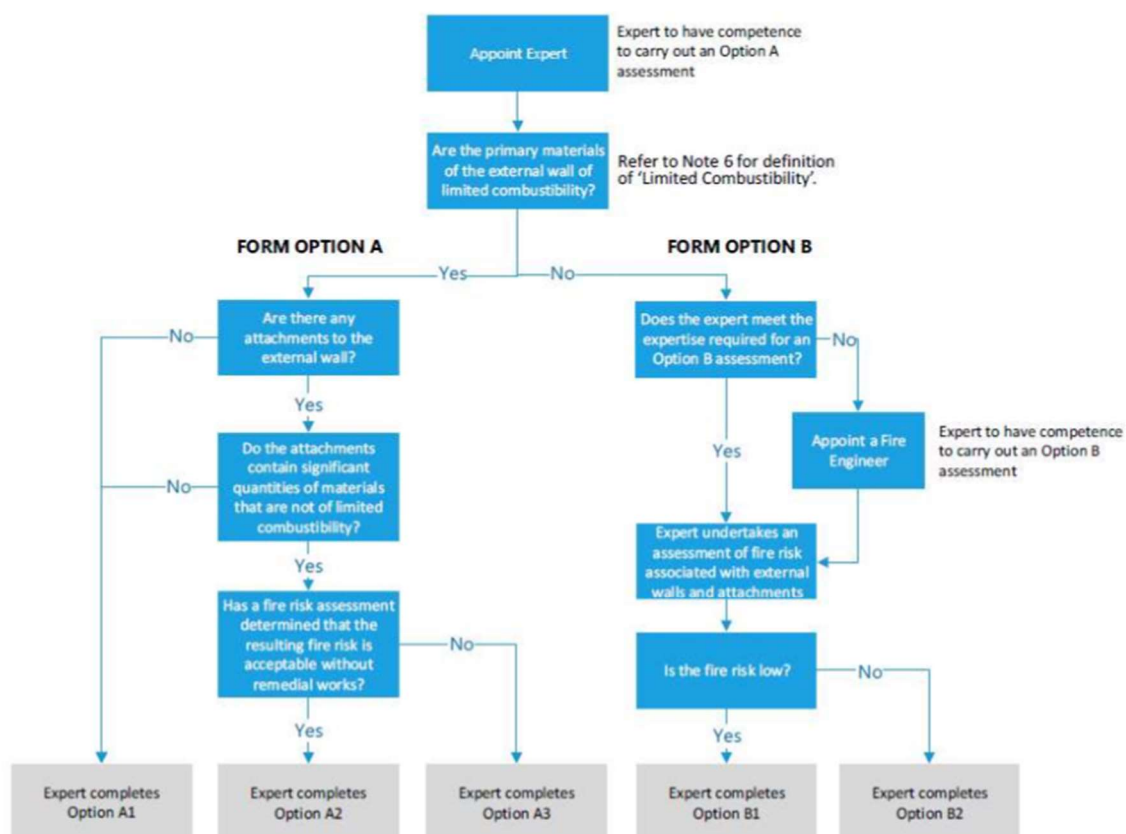 Appoint Expert
Expert to have competence
to carry out an Option A
assessment
Are the primary materials
of the external wall of
limited combustibility?
Refer to Note 6 for definition
of ‘Limited Combustibility’.
FORM OPTION A
FORM OPTION B
Yes
No
Are there any
attachments to the
external wall?
No
Yes
Do the attachments
contain significant
quantities of materials
that are not of limited
combustibility?
No
Yes
Has a fire risk assessment
determined that the
resulting fire risk is
acceptable without
remedial works?
No
Yes
Does the expert meet the
expertise required for an
Option B assessment?
No
Yes
Appoint a Fire
Engineer
Expert to have competence
to carry out an Option B
assessment
Expert undertakes an
assessment of fire risk
associated with external
walls and attachments
Is the fire risk low?
No
Yes
Expert completes
Option A1
Expert completes
Option A2
Expert completes
Option A3
Expert completes
Option B1
Expert completes
Option B2